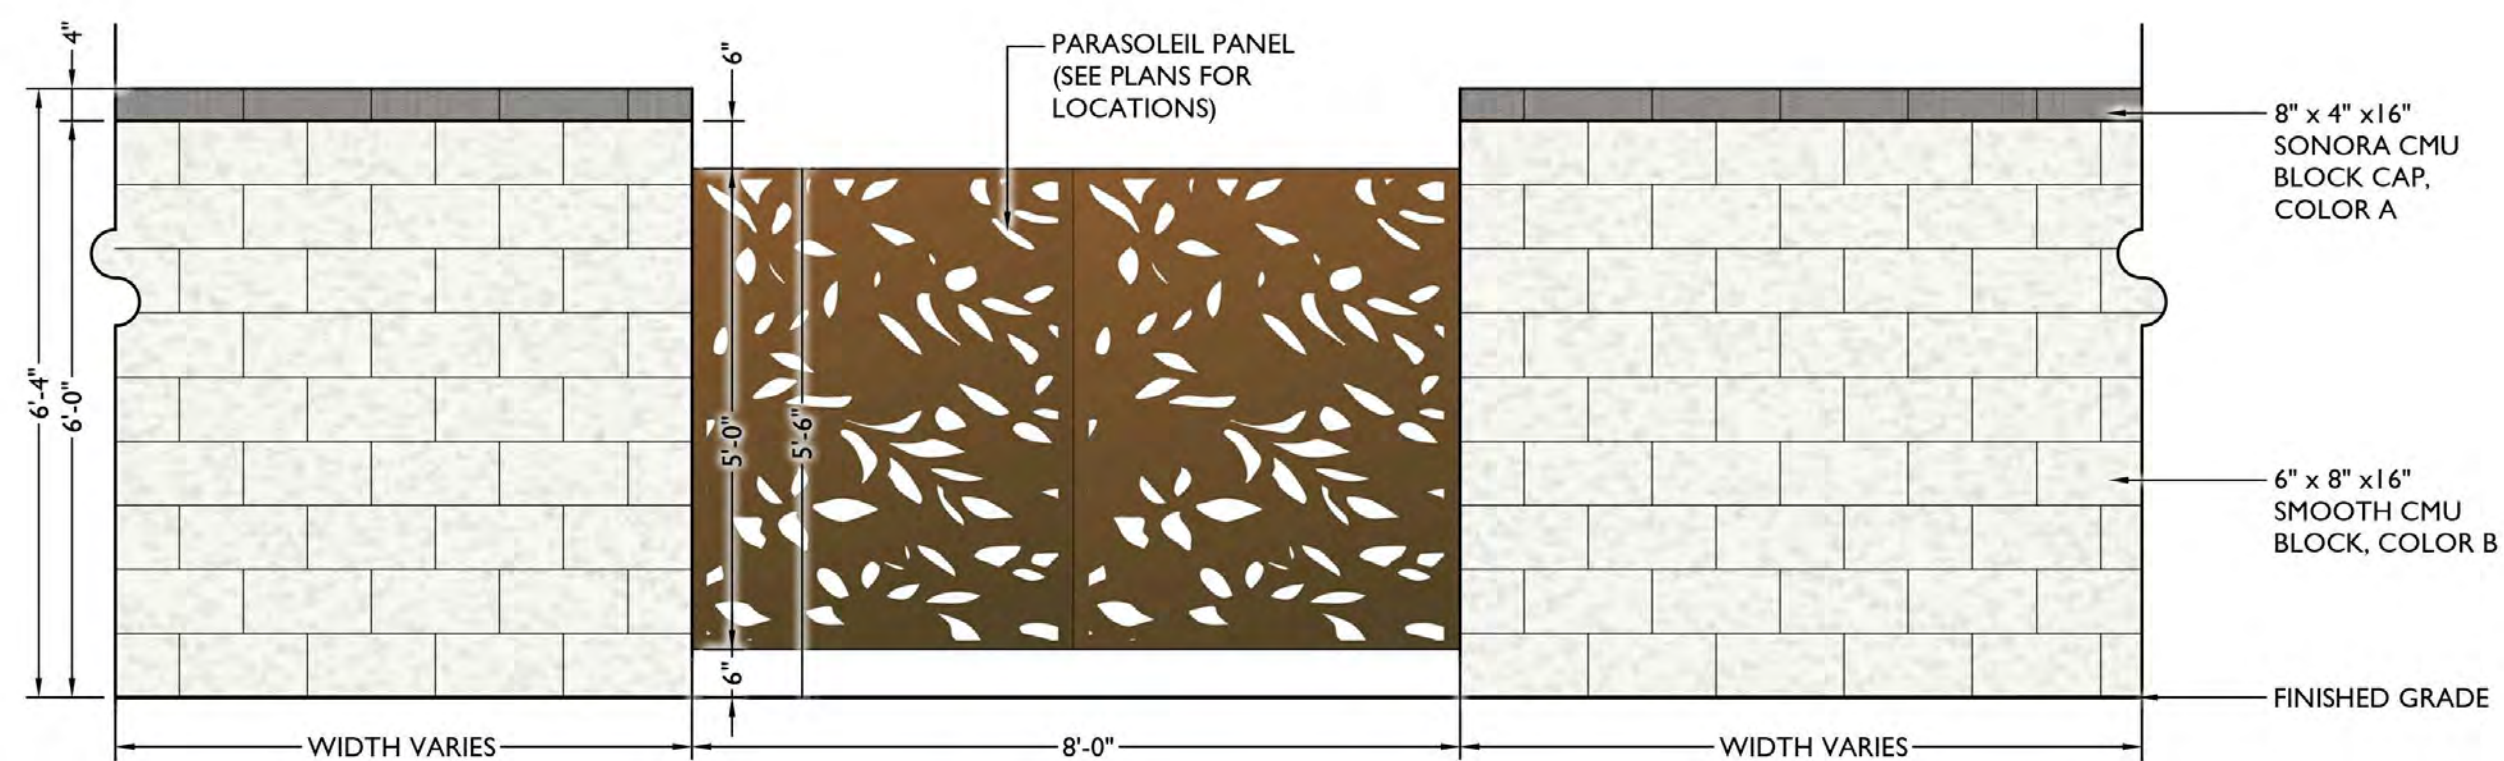 4"
6"
PARASOLEIL PANEL
(SEE PLANS FOR
LOCATIONS)
8" x 4" x16"
SONORA CMU
BLOCK CAP,
COLOR A
6'-4"
6'-0"
5'-0"
5'-6"
6" x 8" x16"
SMOOTH CMU
BLOCK, COLOR B
6"
FINISHED GRADE
WIDTH VARIES
8'-0"
WIDTH VARIES